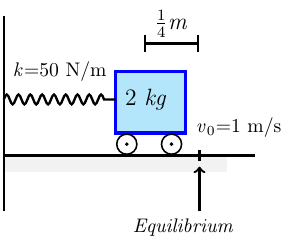 1/4 m
k=50 N/m
2 kg
v₀=1 m/s
Equilibrium